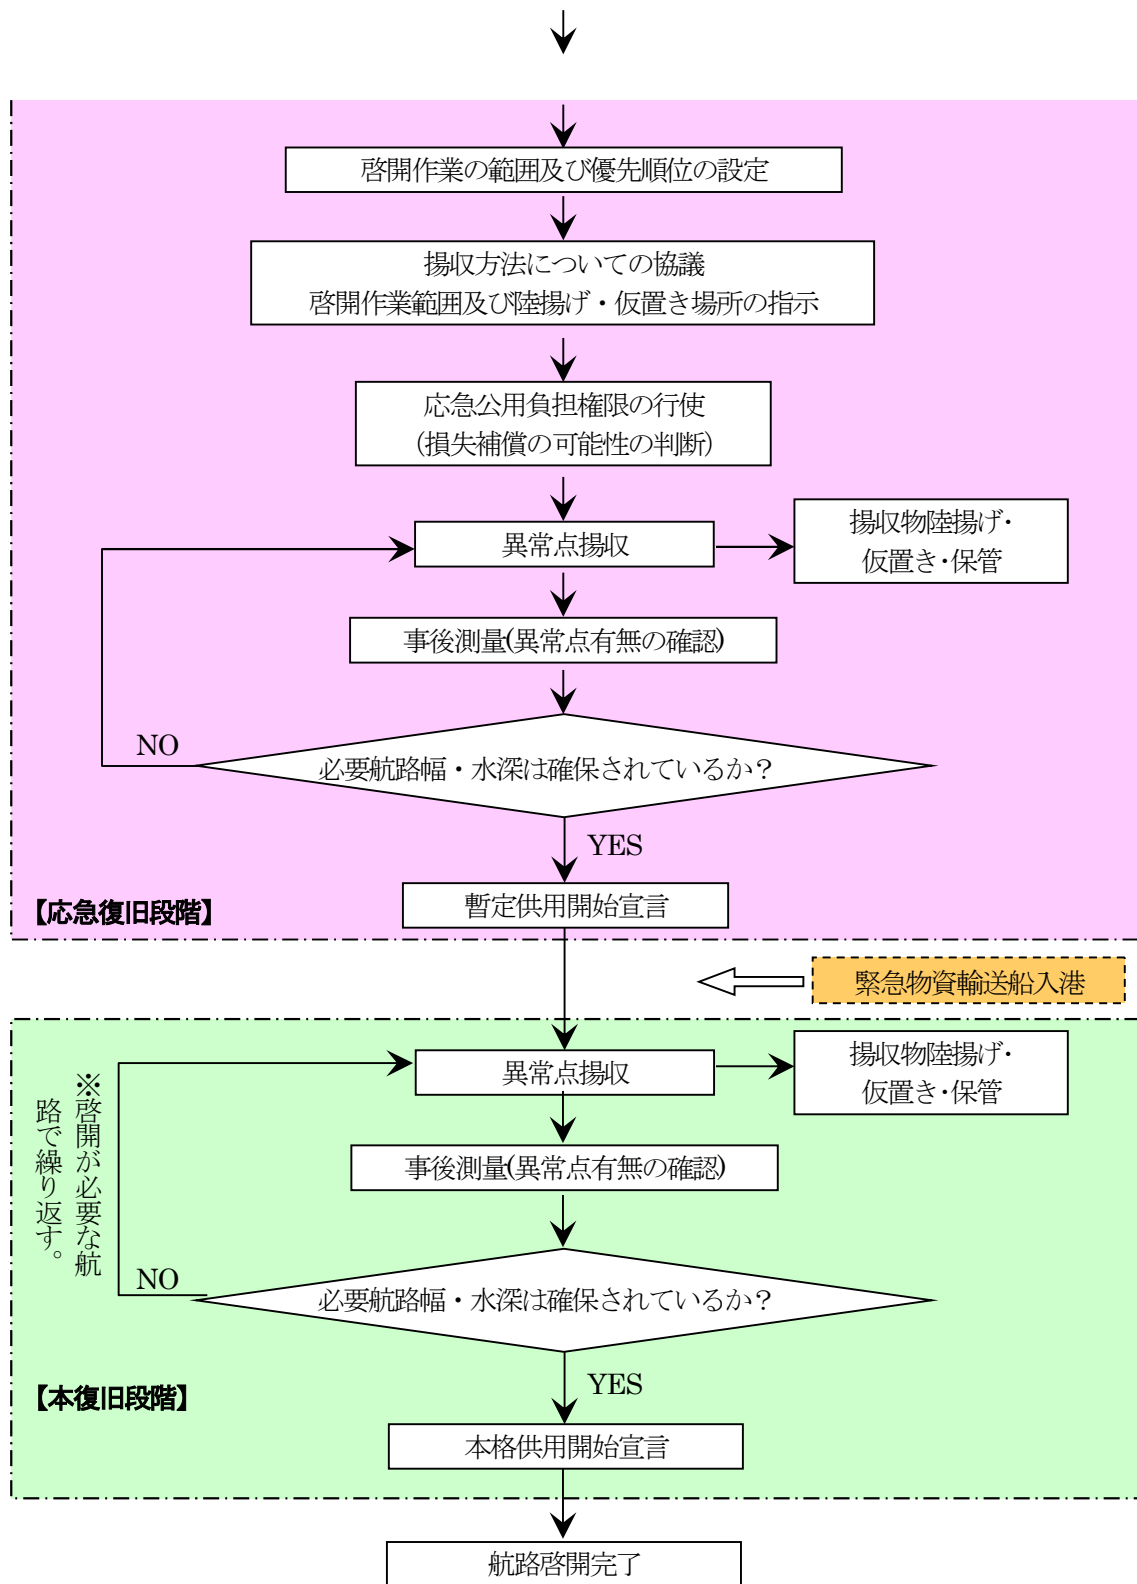 啓開作業の範囲及び優先順位の設定
揚収方法についての協議
啓開作業範囲及び陸揚げ・仮置き場所の指示
応急公用負担権限の行使
(損失補償の可能性の判断)
異常点揚収
揚収物陸揚げ・
仮置き・保管
事後測量(異常点有無の確認)
NO
必要航路幅・水深は確保されているか？
YES
暫定供用開始宣言
【応急復旧段階】
緊急物資輸送船入港
異常点揚収
揚収物陸揚げ・
仮置き・保管
※啓開が必要な航
路で繰り返す。
事後測量(異常点有無の確認)
NO
必要航路幅・水深は確保されているか？
YES
【本復旧段階】
本格供用開始宣言
航路啓開完了